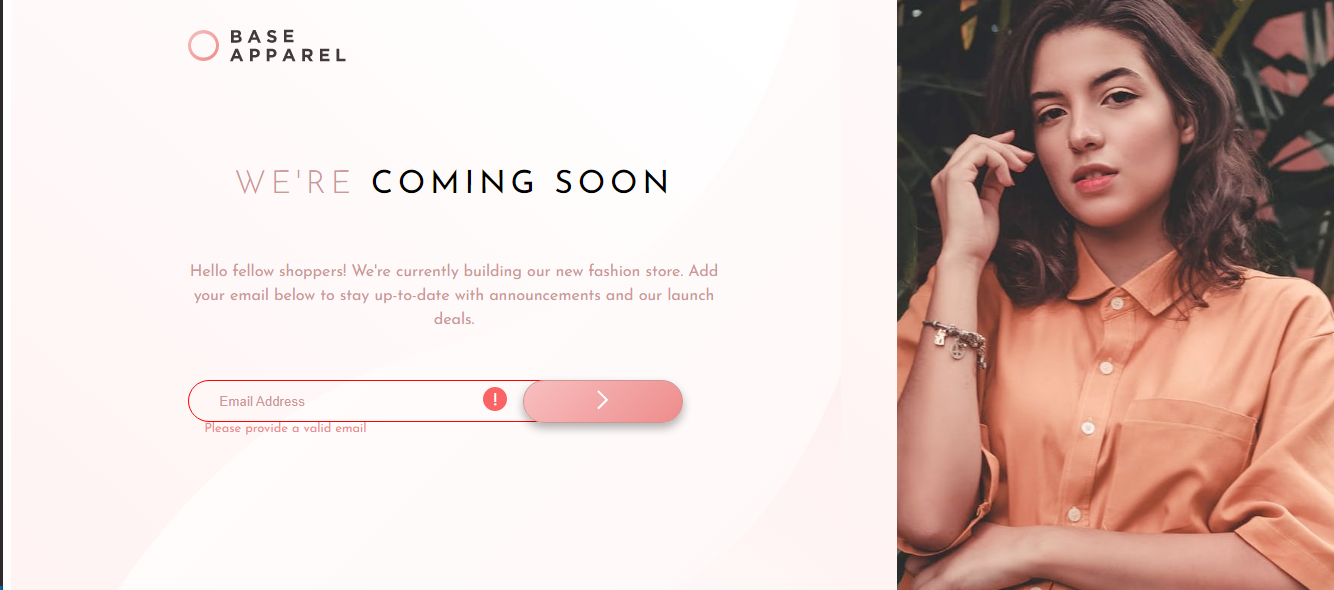 BASE
APPAREL
WE'RE COMING SOON
Hello fellow shoppers! We're currently building our new fashion store. Add
your email below to stay up-to-date with announcements and our launch
deals.
Email Address
!
Please provide a valid email